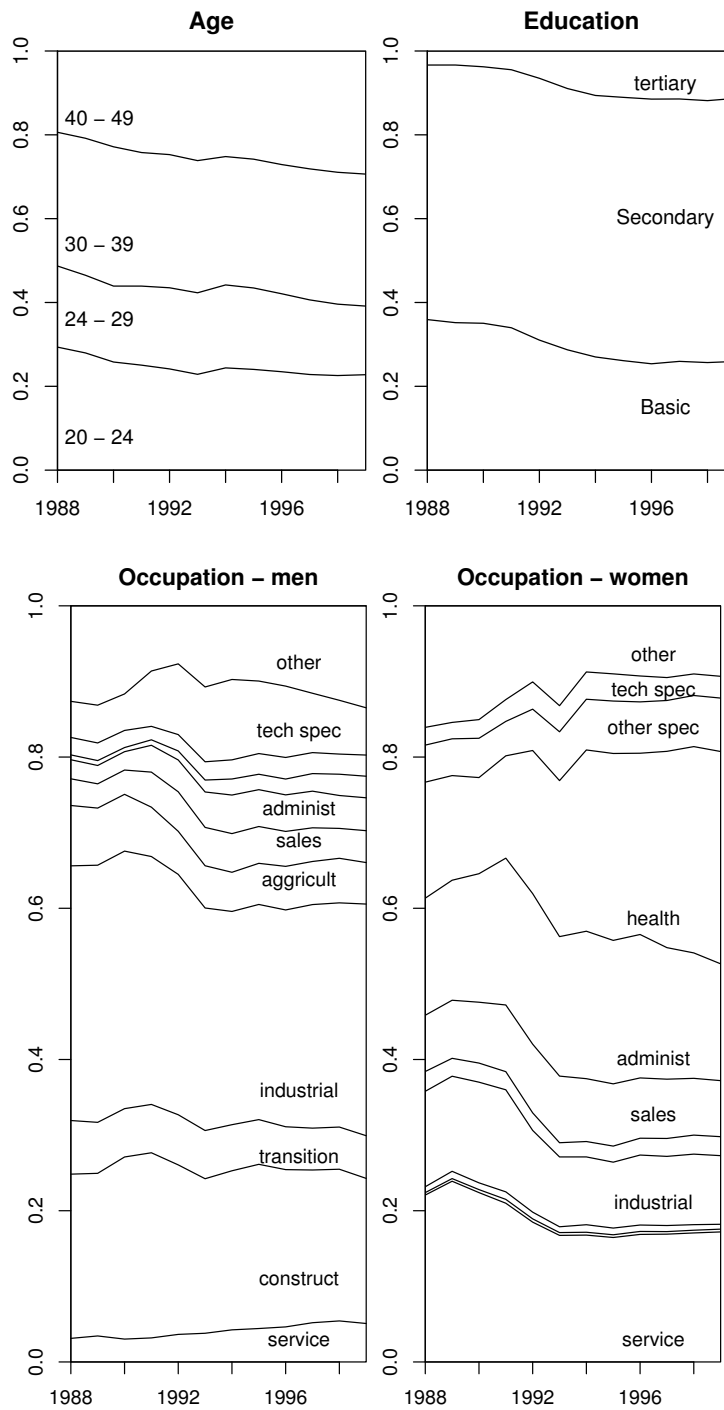 Age
1.0
0.8
0.6
0.4
0.2
0.0
40 − 49
30 − 39
24 − 29
20 − 24
1988 1992 1996
Education
1.0
0.8
0.6
0.4
0.2
0.0
tertiary
Secondary
Basic
1988 1992 1996
Occupation − men
1.0
0.8
0.6
0.4
0.2
0.0
other
tech spec
administ
sales
aggricult
industrial
transition
construct
service
1988 1992 1996
Occupation − women
1.0
0.8
0.6
0.4
0.2
0.0
other
tech spec
other spec
health
administ
sales
industrial
service
1988 1992 1996